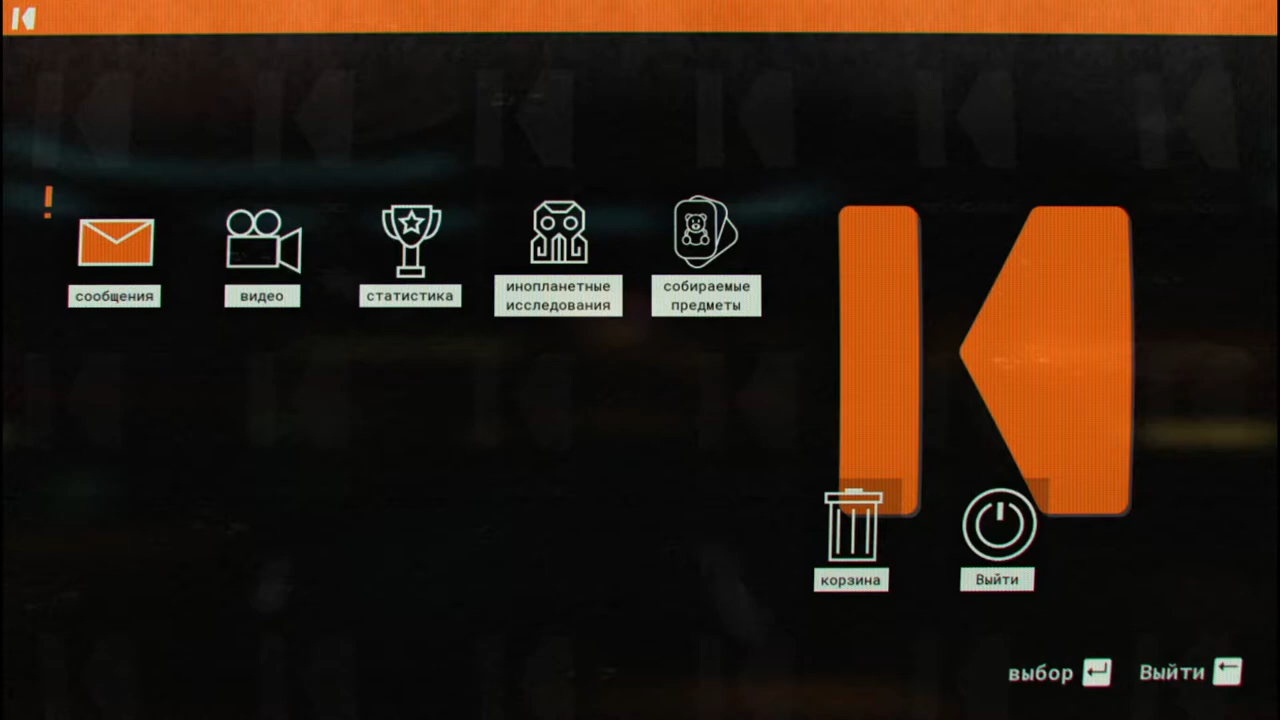 !
сообщения
видео
статистика
инопланетные
исследования
собираемые
предметы
корзина
Выйти
выбор
Выйти